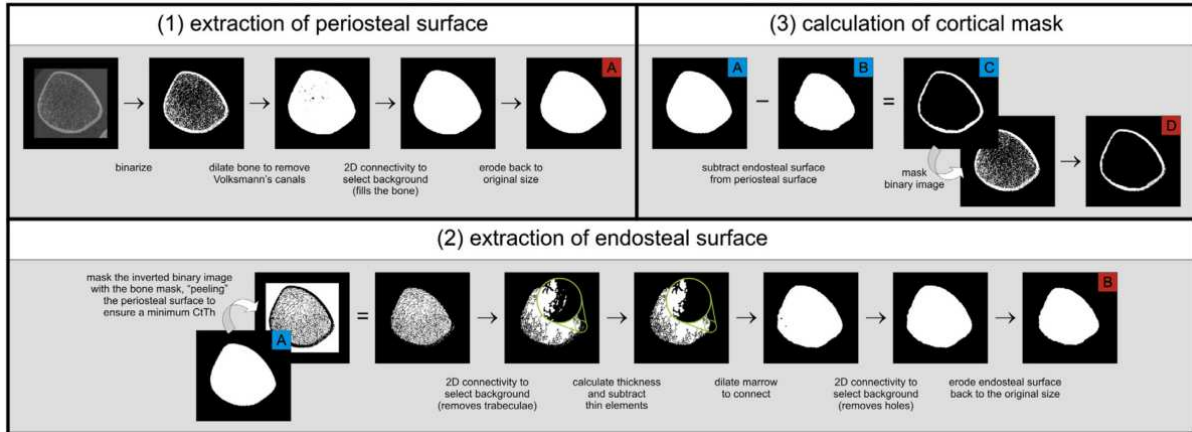 (1) extraction of periosteal surface
A
binarize
dilate bone to remove
Volksmann's canals
2D connectivity to
select background
(fills the bone)
erode back to
original size
(3) calculation of cortical mask
A
B
C
D
subtract endosteal surface
from periosteal surface
mask
binary image
(2) extraction of endosteal surface
mask the inverted binary image
with the bone mask, "peeling"
the periosteal surface to
ensure a minimum CtTh
A
B
2D connectivity to
select background
(removes trabeculae)
calculate thickness
and subtract
thin elements
dilate marrow
to connect
2D connectivity to
select background
(removes holes)
erode endosteal surface
back to the original size